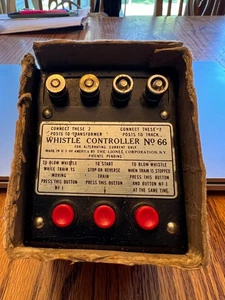 CONNECT THESE 2
POSTS TO TRANSFORMER
CONNECT THESE 2
POSTS TO TRACK
WHISTLE CONTROLLER No 66
FOR ALTERNATING CURRENT ONLY
MADE IN U.S. OF AMERICA BY THE LIONEL CORPORATION, N.Y.
PATENTS PENDING
TO BLOW WHISTLE
WHILE TRAIN IS
MOVING
PRESS THIS BUTTON
No 1
TO START
STOP OR REVERSE
TRAIN
PRESS THIS BUTTON
TO BLOW WHISTLE
WHEN TRAIN IS STOPPED
PRESS THIS BUTTON
AND BUTTON No 1
AT THE SAME TIME.